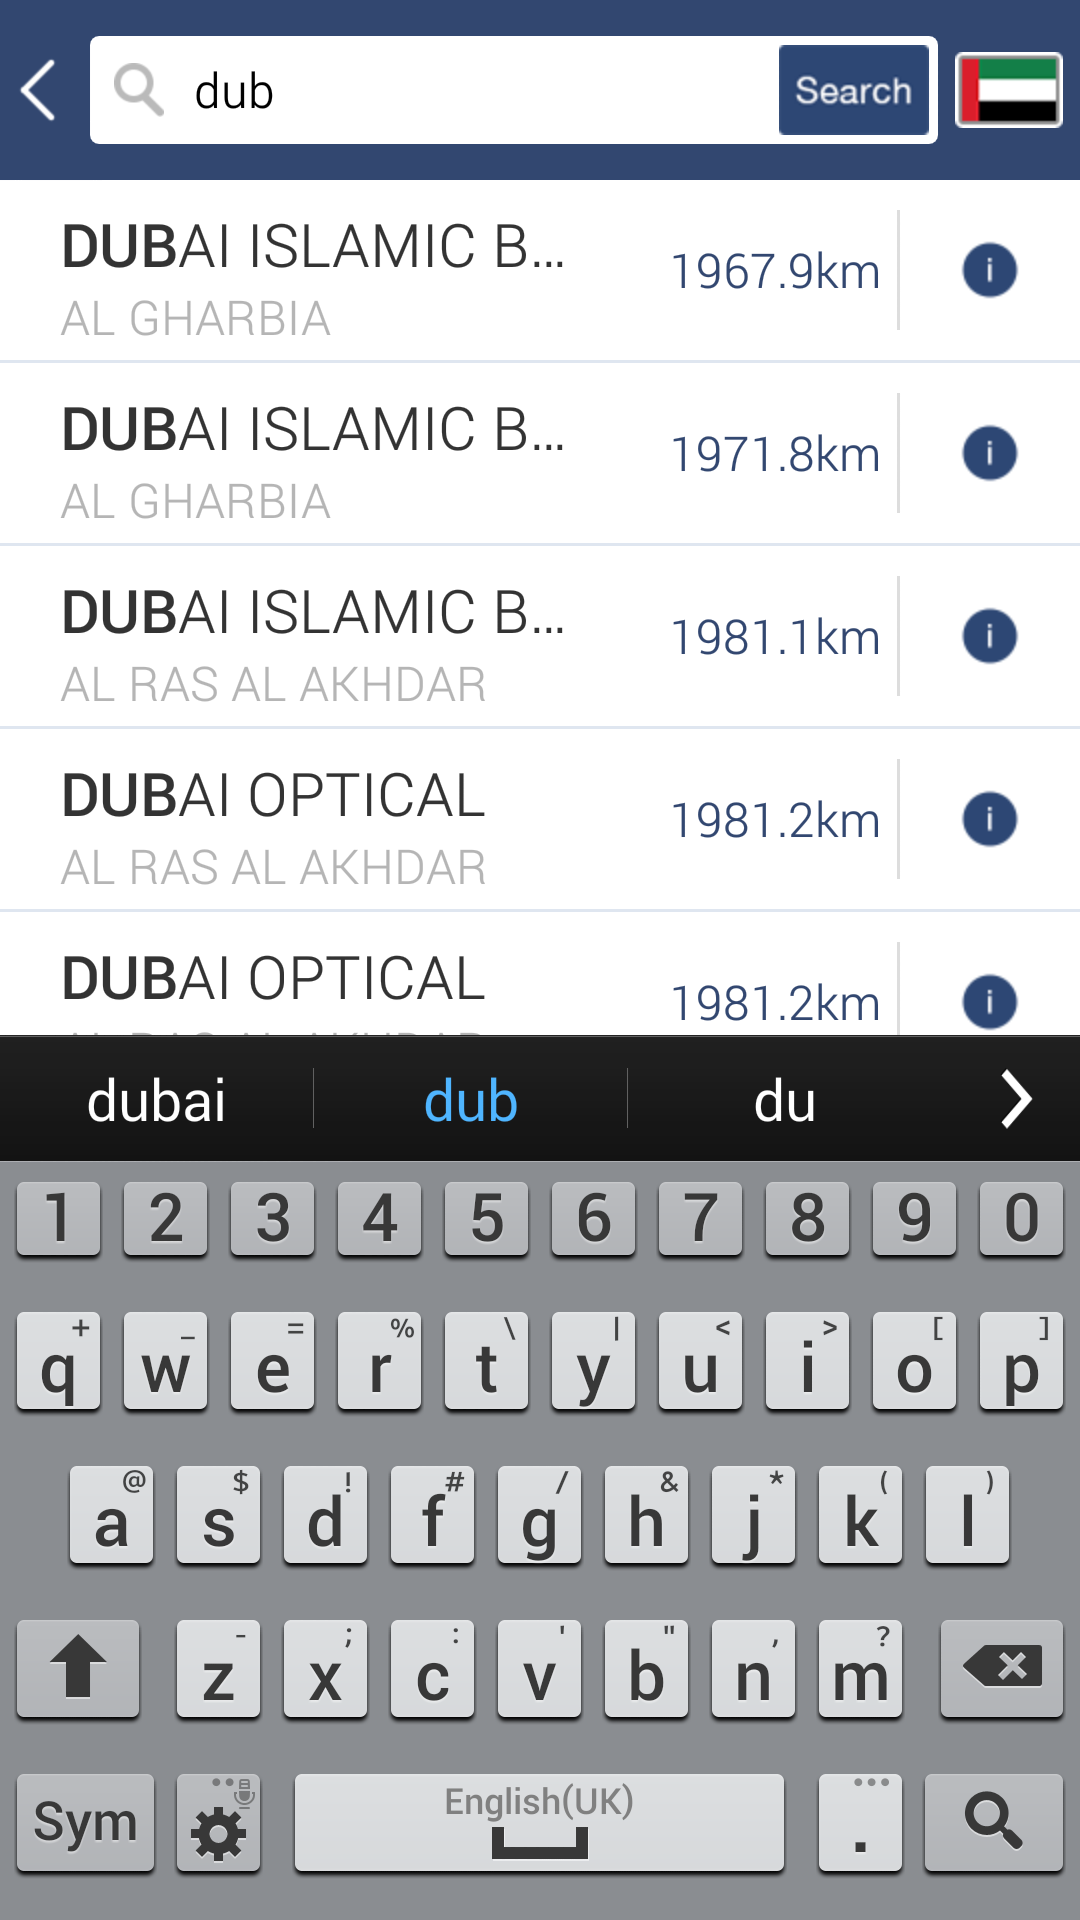 dub
Search
DUBAI ISLAMIC B...
1967.9km
i
AL GHARBIA
DUBAI ISLAMIC B...
1971.8km
i
AL GHARBIA
DUBAI ISLAMIC B...
1981.1km
i
AL RAS AL AKHDAR
DUBAI OPTICAL
1981.2km
i
AL RAS AL AKHDAR
DUBAI OPTICAL
1981.2km
i
dubai dub du
1 2 3 4 5 6 7 8 9 0
+ _ = % \ | < > [ ]
q w e r t y u i o p
@ $ ! # / & * ( )
a s d f g h j k l
- ; : ' " , ?
z x c v b n m
Sym English(UK) .